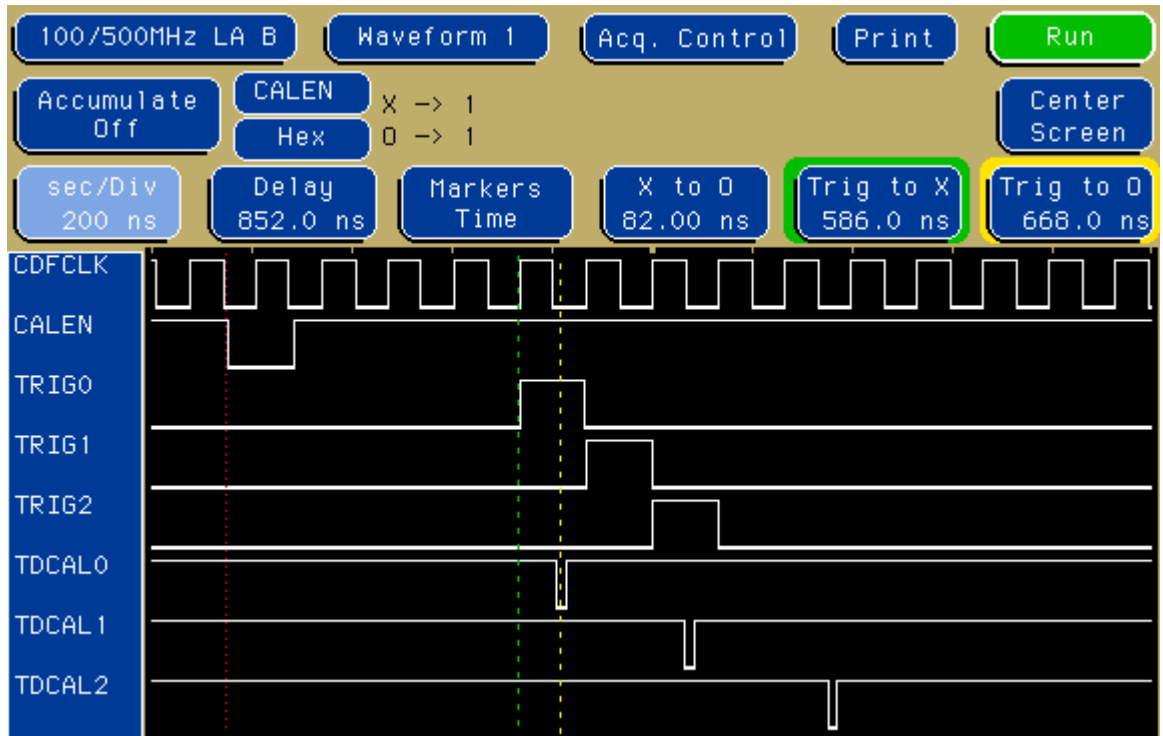 100/500MHz LA B
Waveform 1
Acq. Control
Print
Run
Accumulate
Off
CALEN
X -> 1
Hex
O -> 1
Center
Screen
sec/Div
200 ns
Delay
852.0 ns
Markers
Time
X to O
82.00 ns
Trig to X
586.0 ns
Trig to O
668.0 ns
CDFCLK
CALEN
TRIG0
TRIG1
TRIG2
TDCAL0
TDCAL1
TDCAL2